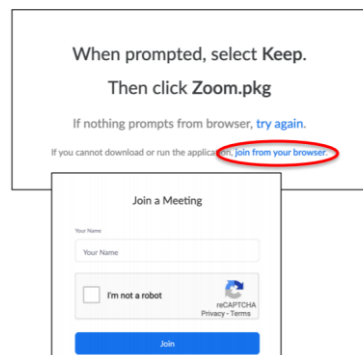 When prompted, select Keep.
Then click Zoom.pkg
If nothing prompts from browser, try again.
If you cannot download or run the application, join from your browser.
Join a Meeting
Your Name
Your Name
I'm not a robot
reCAPTCHA
Privacy - Terms
Join